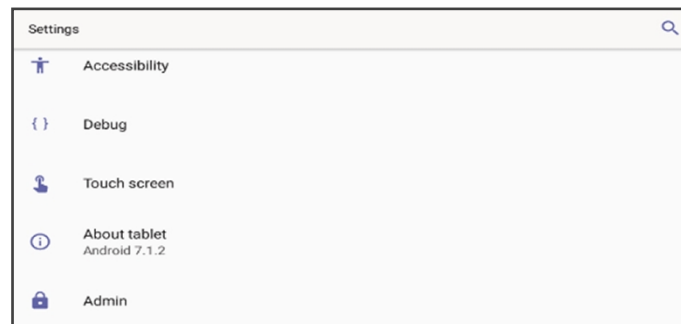 Settings
Accessibility
{ } Debug
Touch screen
About tablet
Android 7.1.2
Admin